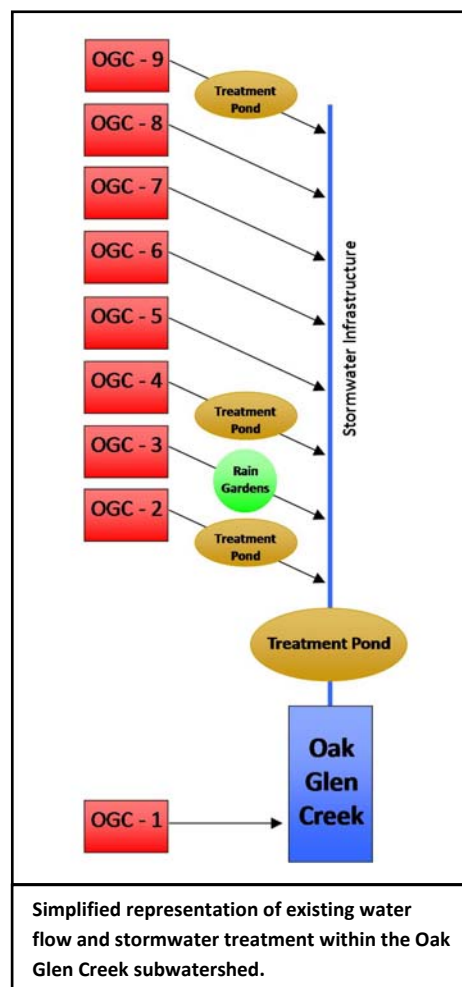 OGC - 9
Treatment
Pond
OGC - 8
OGC - 7
OGC - 6
OGC - 5
OGC - 4
Treatment
Pond
OGC - 3
Rain
Gardens
OGC - 2
Treatment
Pond
Stormwater Infrastructure
Treatment Pond
Oak
Glen
Creek
OGC - 1
Simplified representation of existing water
flow and stormwater treatment within the Oak
Glen Creek subwatershed.